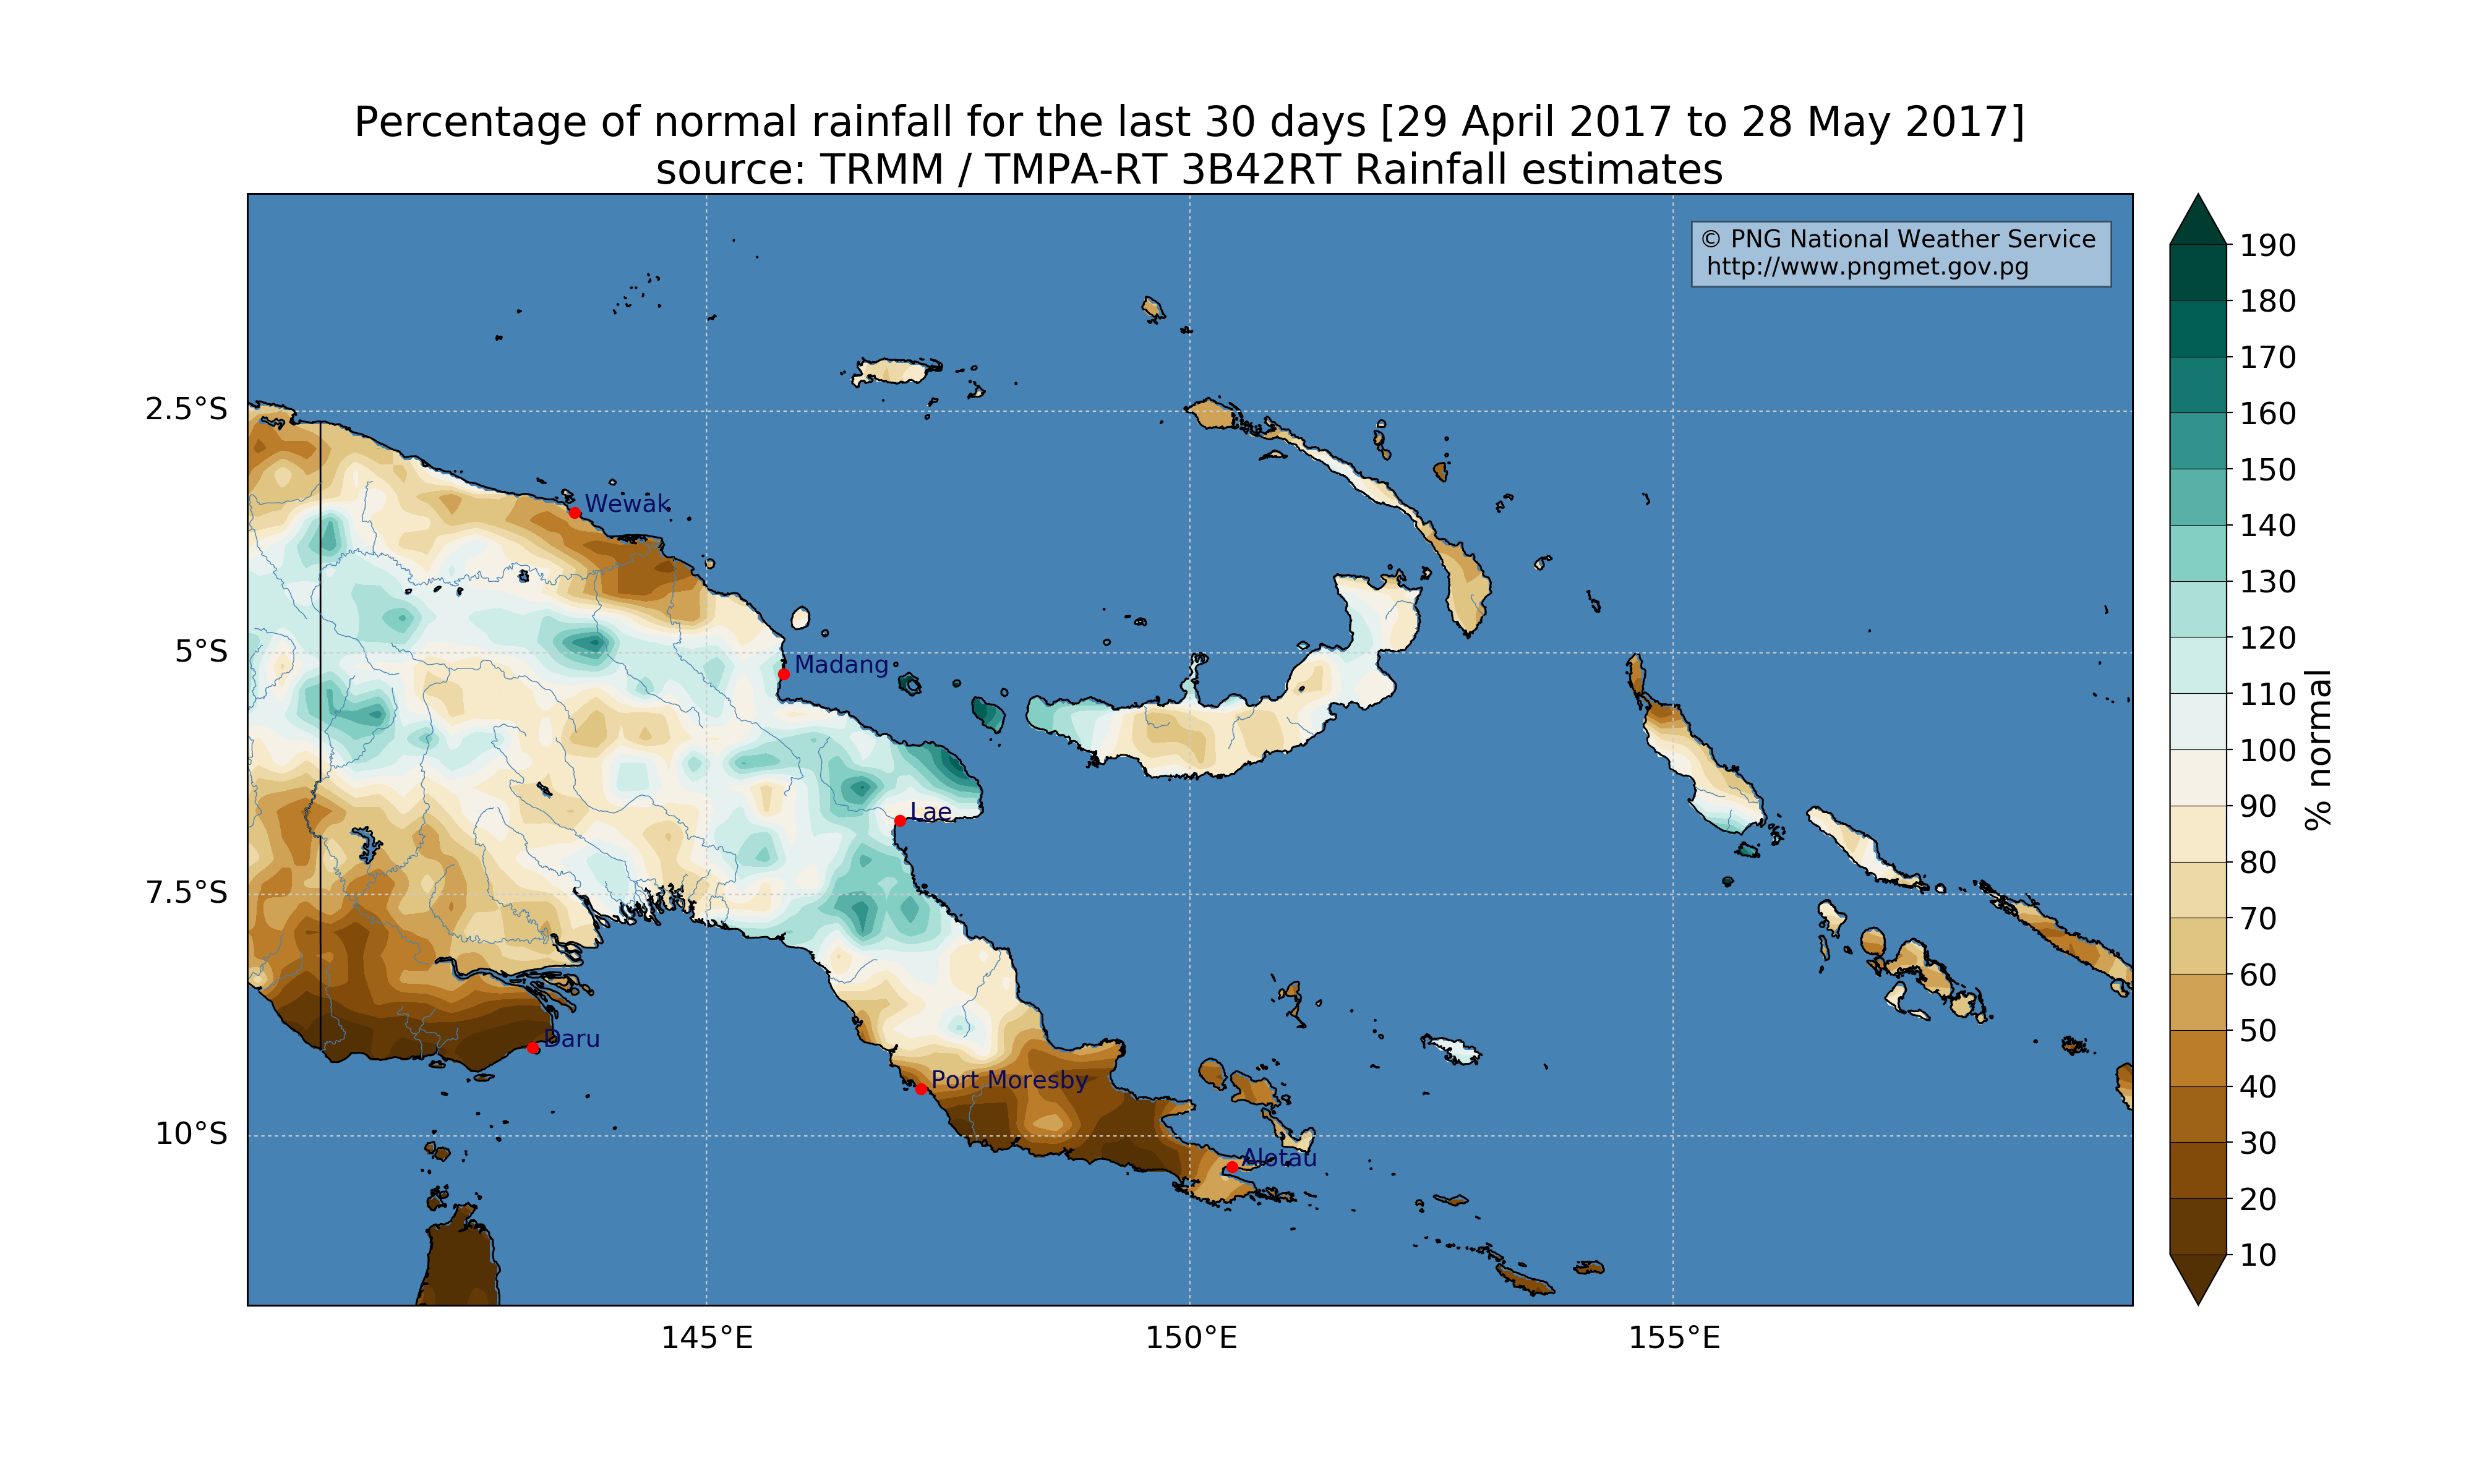 Percentage of normal rainfall for the last 30 days [29 April 2017 to 28 May 2017]
source: TRMM / TMPA-RT 3B42RT Rainfall estimates
© PNG National Weather Service
http://www.pngmet.gov.pg
2.5°S
5°S
7.5°S
10°S
Wewak
Madang
Lae
Daru
Port Moresby
Alotau
145°E
150°E
155°E
190
180
170
160
150
140
130
120
110
100
90
80
70
60
50
40
30
20
10
% normal